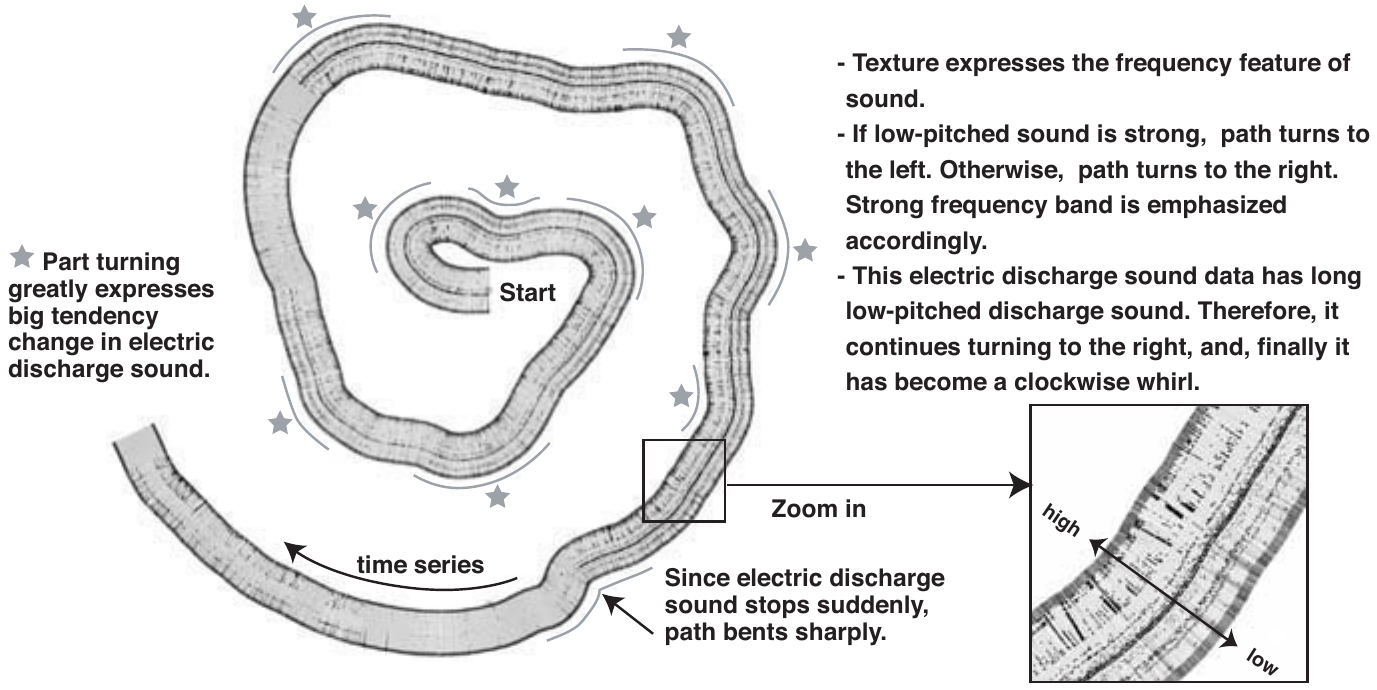 - Texture expresses the frequency feature of
sound.
- If low-pitched sound is strong, path turns to
the left. Otherwise, path turns to the right.
Strong frequency band is emphasized
accordingly.
- This electric discharge sound data has long
low-pitched discharge sound. Therefore, it
continues turning to the right, and, finally it
has become a clockwise whirl.
Part turning
greatly expresses
big tendency
change in electric
discharge sound.
Start
Zoom in
high
low
time series
Since electric discharge
sound stops suddenly,
path bents sharply.